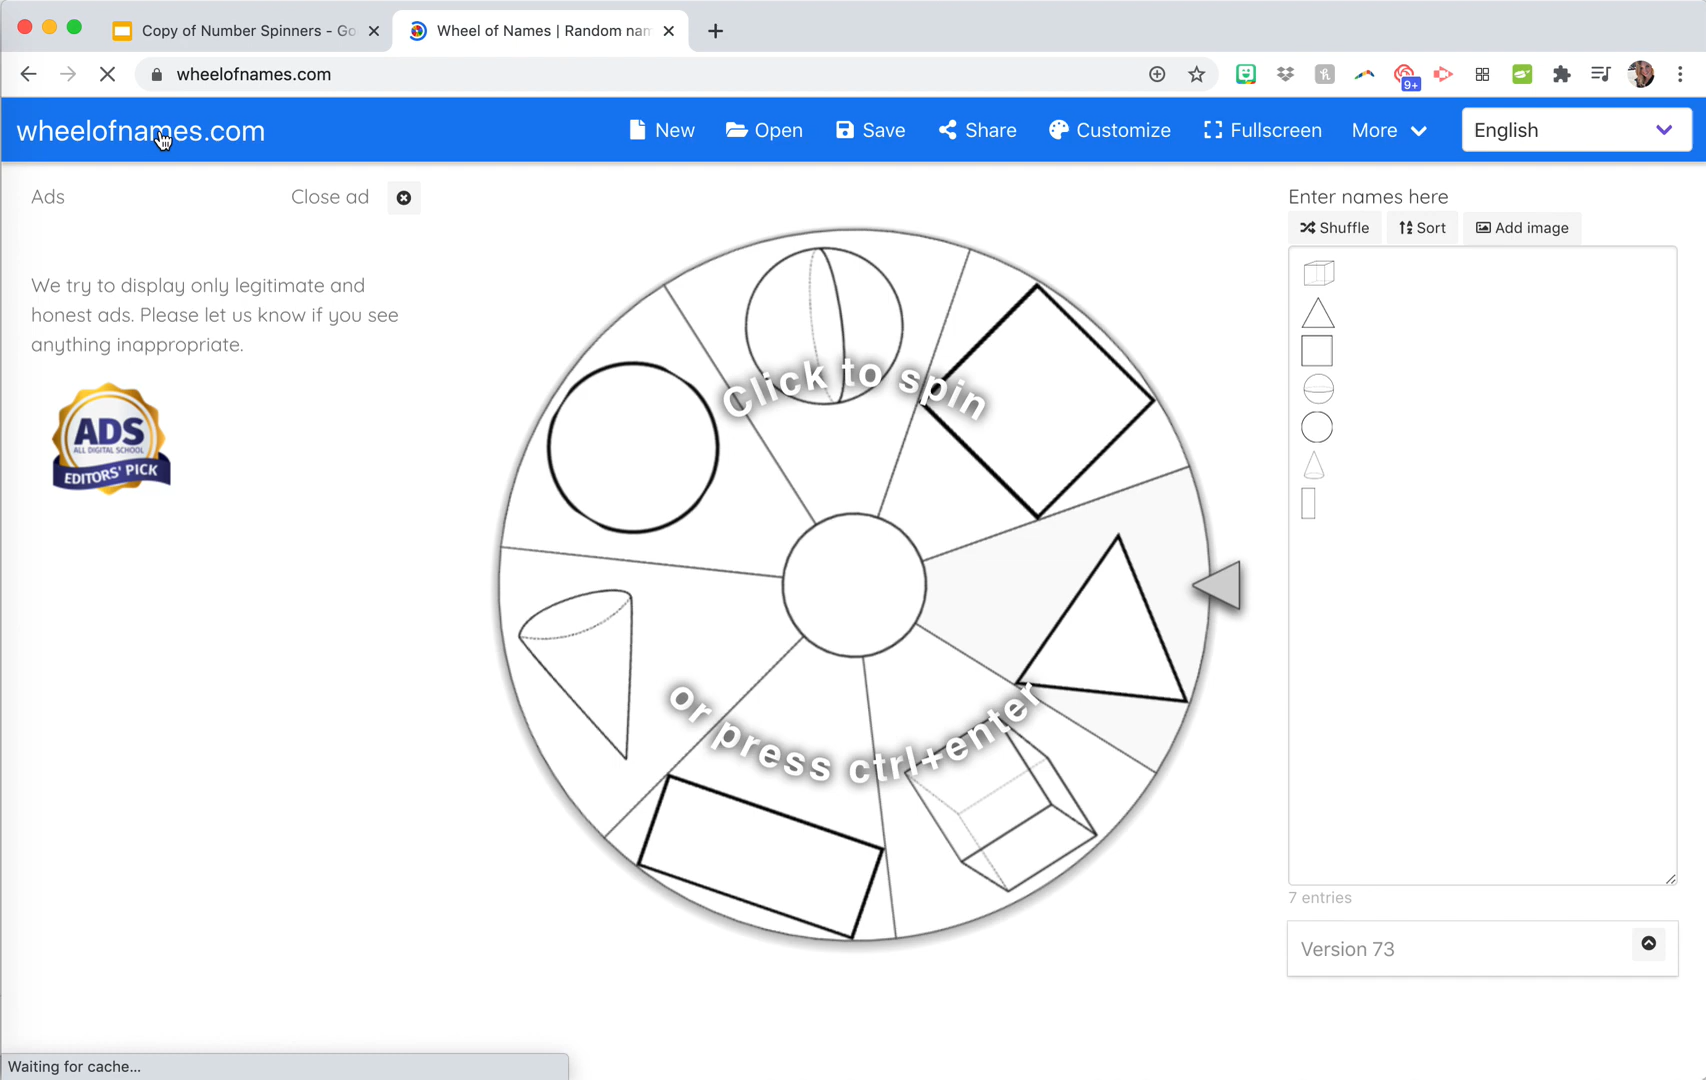 Copy of Number Spinners - Go
Wheel of Names | Random nam
wheelofnames.com
9+
wheelofnames.com
New
Open
Save
Share
Customize
Fullscreen
More
English
Ads
Close ad
We try to display only legitimate and
honest ads. Please let us know if you see
anything inappropriate.
ADS
ALL DIGITAL SCHOOL
EDITORS' PICK
Click to spin
or press ctrl+enter
Enter names here
Shuffle
Sort
Add image
7 entries
Version 73
Waiting for cache...